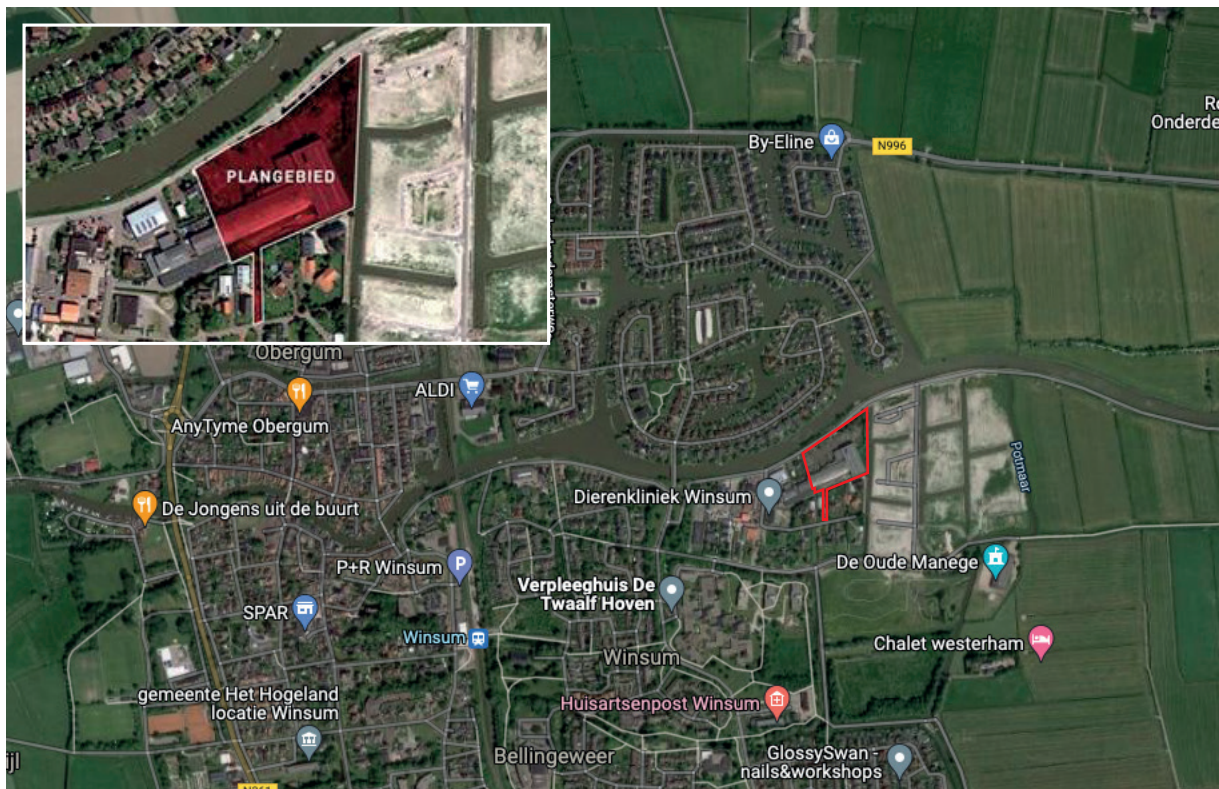 PLANGEBIED
By-Eline
N996
Obergum
ALDI
AnyTyme Obergum
De Jongens uit de buurt
Dierenkliniek Winsum
Potmaar
P+R Winsum
Verpleeghuis De
Twaalf Hoven
De Oude Manege
SPAR
Winsum
Winsum
Chalet westerham
gemeente Het Hogeland
locatie Winsum
Huisartsenpost Winsum
Bellingeweer
GlossySwan -
nails&workshops